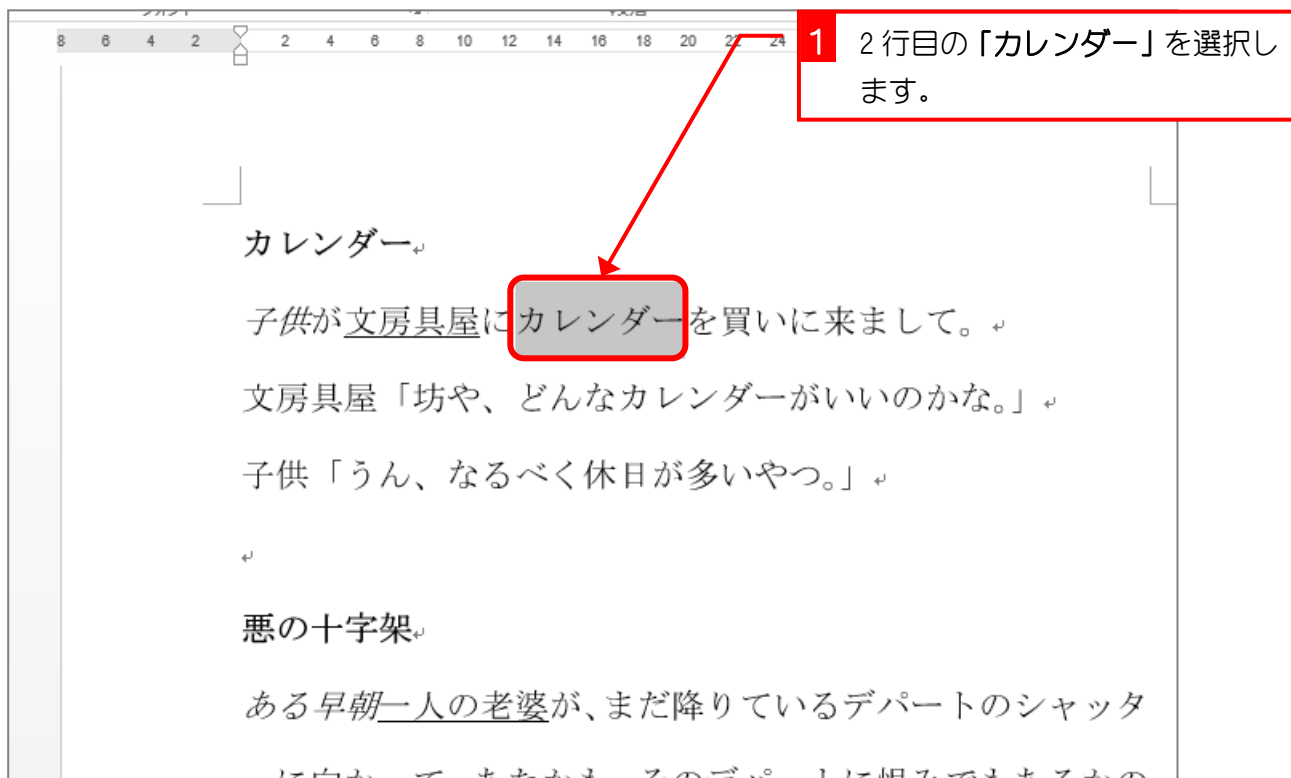 8 6 4 2 2 4 6 8 10 12 14 16 18 20 22 24
1 2行目の「カレンダー」を選択し
ます。
カレンダー
子供が文房具屋にカレンダーを買いに来まして。
文房具屋「坊や、どんなカレンダーがいいのかな。」
子供「うん、なるべく休日が多いやつ。」
悪の十字架
ある早朝一人の老婆が、まだ降りているデパートのシャッタ